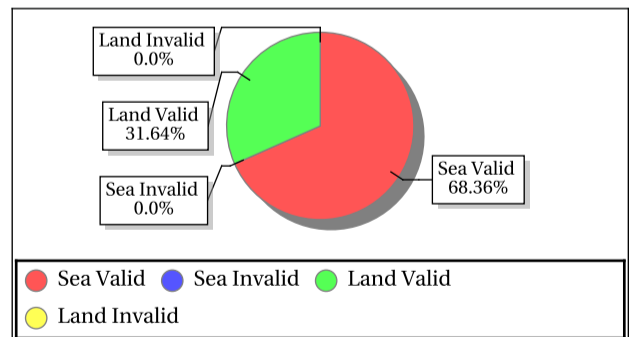 Land Invalid
0.0%
Land Valid
31.64%
Sea Invalid
0.0%
Sea Valid
68.36%
Sea Valid Sea Invalid Land Valid
Land Invalid